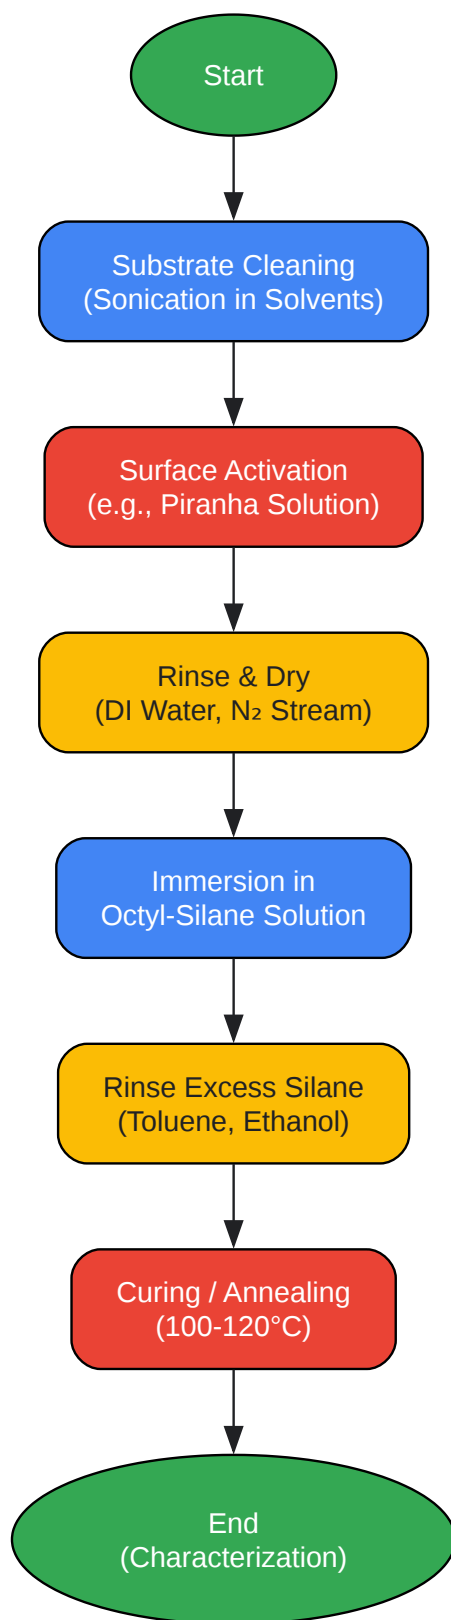 Start
Substrate Cleaning
(Sonication in Solvents)
Surface Activation
(e.g., Piranha Solution)
Rinse & Dry
(DI Water, N₂ Stream)
Immersion in
Octyl-Silane Solution
Rinse Excess Silane
(Toluene, Ethanol)
Curing / Annealing
(100-120°C)
End
(Characterization)